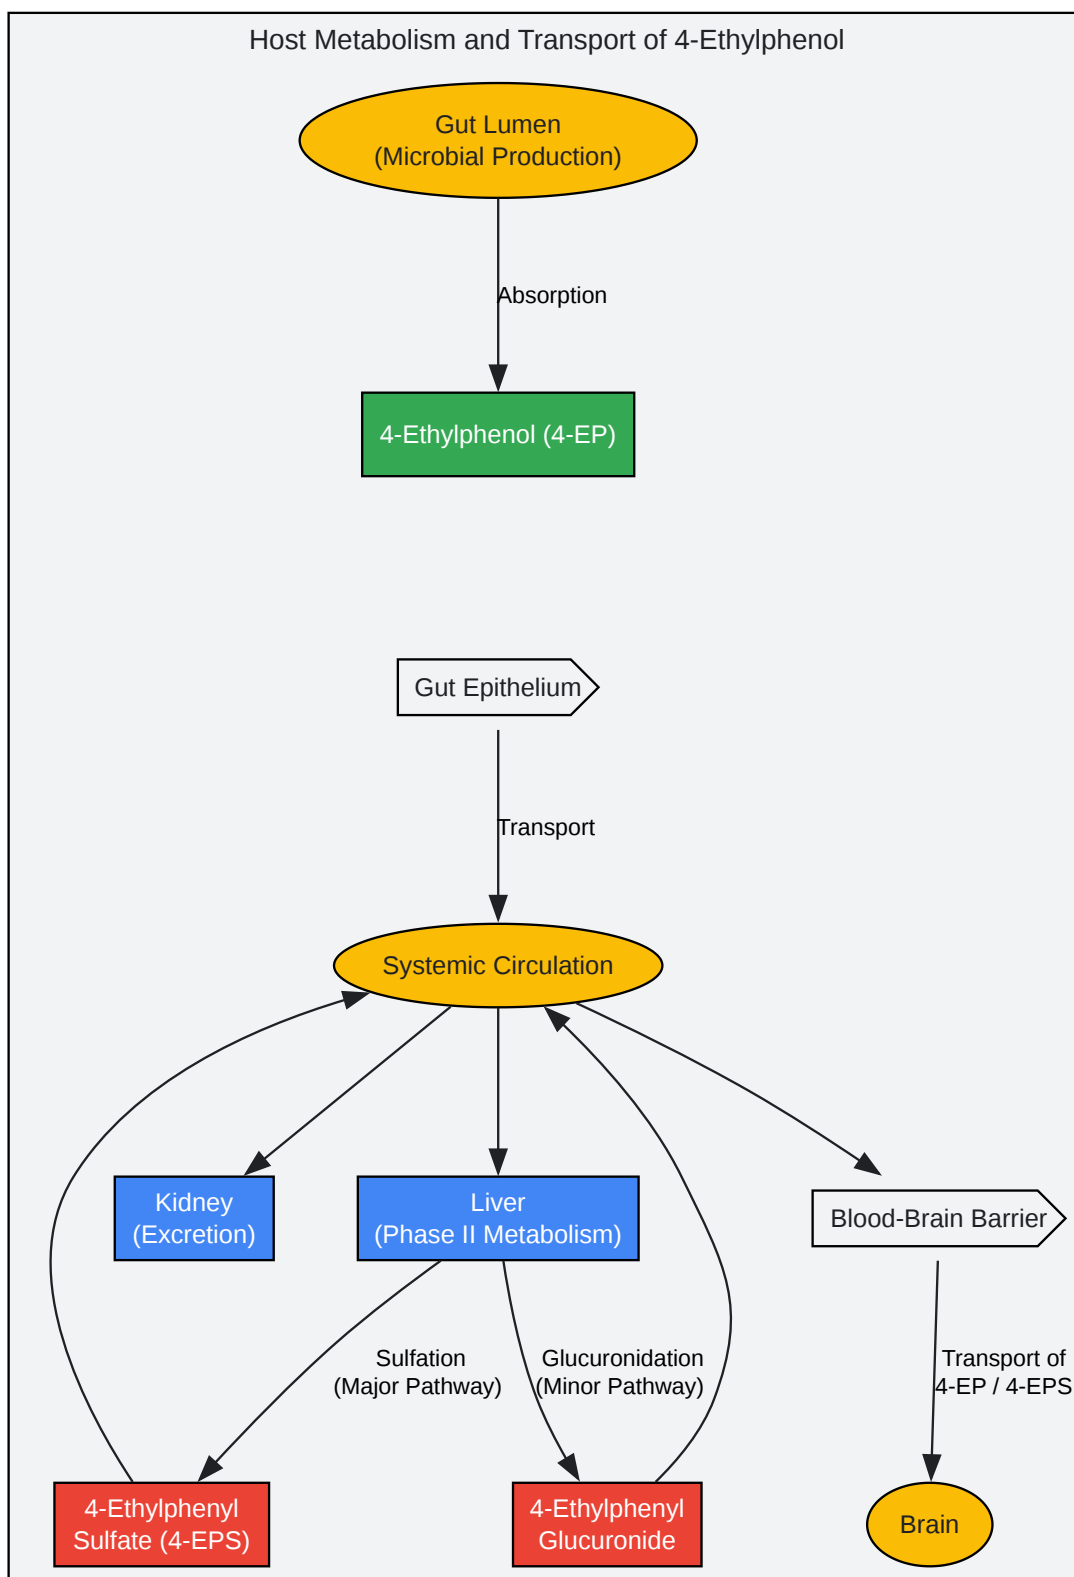 Host Metabolism and Transport of 4-Ethylphenol
Gut Lumen
(Microbial Production)
Absorption
4-Ethylphenol (4-EP)
Gut Epithelium
Transport
Systemic Circulation
Kidney
(Excretion)
Liver
(Phase II Metabolism)
Blood-Brain Barrier
Sulfation
(Major Pathway)
Glucuronidation
(Minor Pathway)
Transport of
4-EP / 4-EPS
4-Ethylphenyl
Sulfate (4-EPS)
4-Ethylphenyl
Glucuronide
Brain